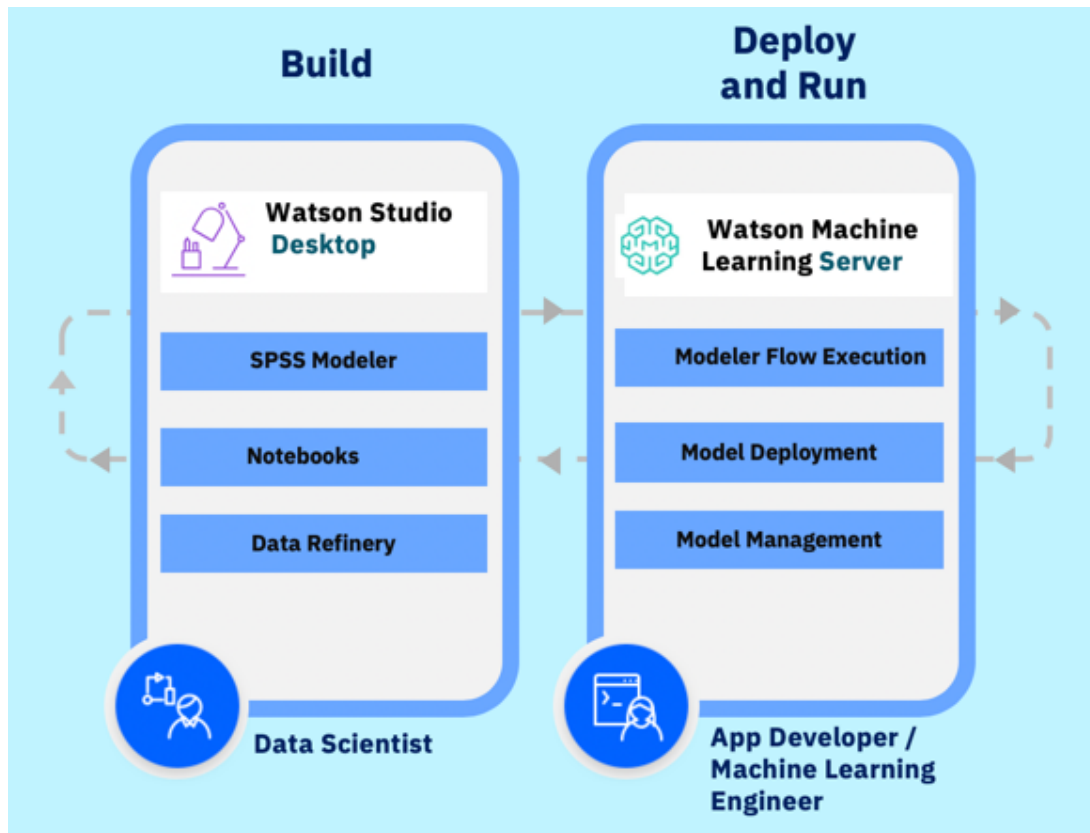 Build
Watson Studio
Desktop
SPSS Modeler
Notebooks
Data Refinery
Data Scientist
Deploy
and Run
Watson Machine
Learning Server
Modeler Flow Execution
Model Deployment
Model Management
App Developer /
Machine Learning
Engineer